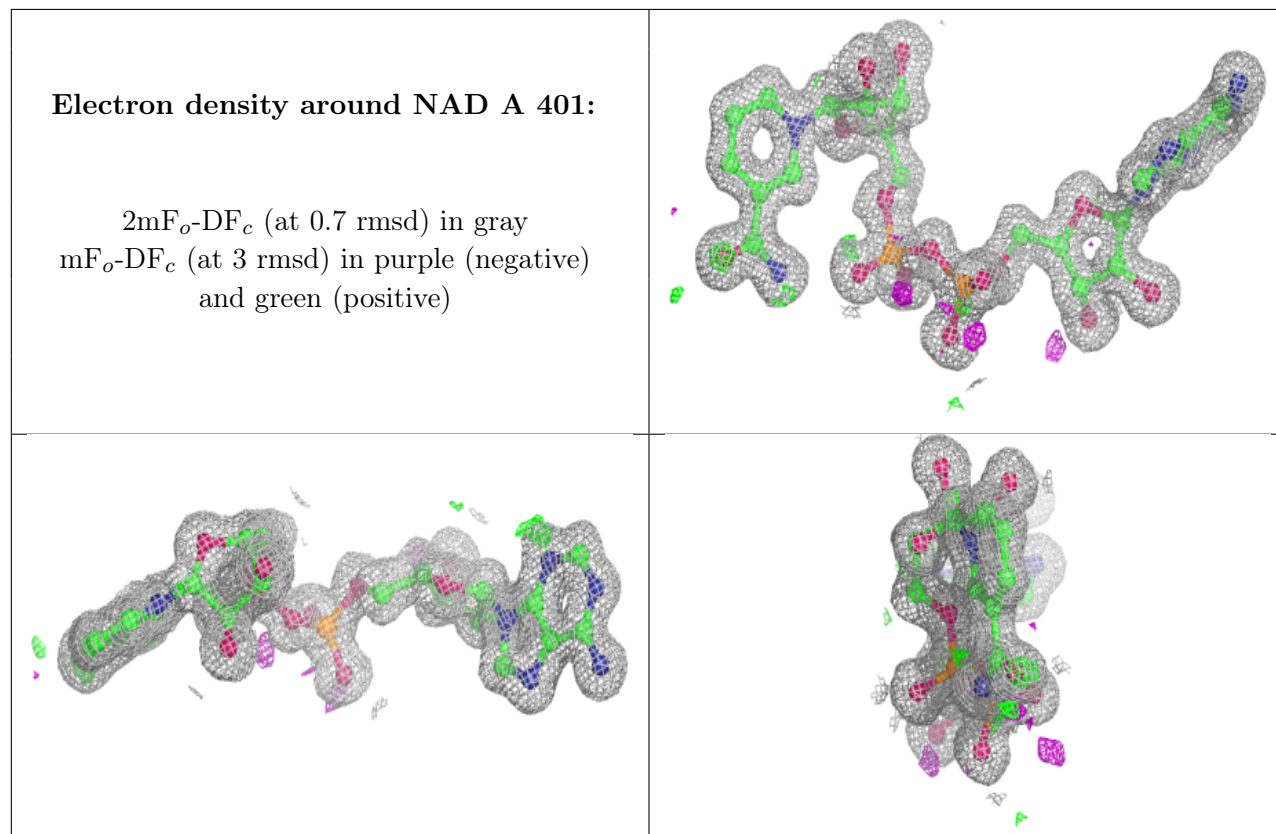 Electron density around NAD A 401:
2mFₒ-DF𝒸 (at 0.7 rmsd) in gray
mFₒ-DF𝒸 (at 3 rmsd) in purple (negative)
and green (positive)